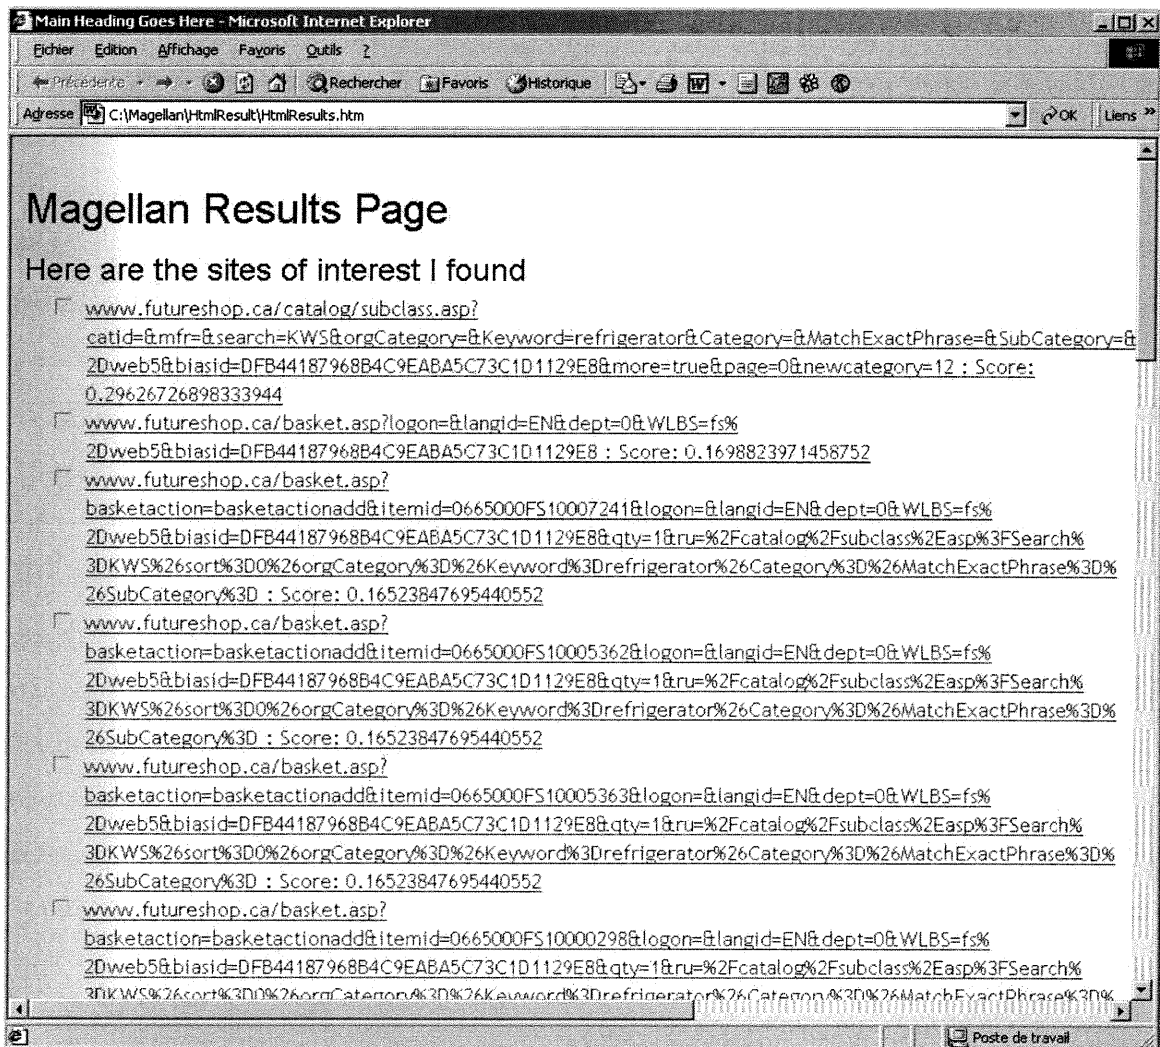 Main Heading Goes Here - Microsoft Internet Explorer
Fichier Edition Affichage Favoris Outils ?
Précédente Rechercher Favoris Historique
Adresse C:\Magellan\HtmlResult\HtmlResults.htm OK Liens »
Magellan Results Page
Here are the sites of interest I found
www.futureshop.ca/catalog/subclass.asp?
catid=&mfr=&search=KWS&orgCategory=&Keyword=refrigerator&Category=&MatchExactPhrase=&SubCategory=&
2Dweb5&biasid=DFB44187968B4C9EABA5C73C1D1129E8&more=true&page=0&newcategory=12 : Score:
0.29626726898333944
www.futureshop.ca/basket.asp?logon=&langid=EN&dept=0&WLBS=fs%
2Dweb5&biasid=DFB44187968B4C9EABA5C73C1D1129E8 : Score: 0.1698823971458752
www.futureshop.ca/basket.asp?
basketaction=basketactionadd&itemid=0665000FS10007241&logon=&langid=EN&dept=0&WLBS=fs%
2Dweb5&biasid=DFB44187968B4C9EABA5C73C1D1129E8&qty=1&ru=%2Fcatalog%2Fsubclass%2Easp%3FSearch%
3DKWS%26sort%3D0%26orgCategory%3D%26Keyword%3Drefrigerator%26Category%3D%26MatchExactPhrase%3D%
26SubCategory%3D : Score: 0.16523847695440552
www.futureshop.ca/basket.asp?
basketaction=basketactionadd&itemid=0665000FS10005362&logon=&langid=EN&dept=0&WLBS=fs%
2Dweb5&biasid=DFB44187968B4C9EABA5C73C1D1129E8&qty=1&ru=%2Fcatalog%2Fsubclass%2Easp%3FSearch%
3DKWS%26sort%3D0%26orgCategory%3D%26Keyword%3Drefrigerator%26Category%3D%26MatchExactPhrase%3D%
26SubCategory%3D : Score: 0.16523847695440552
www.futureshop.ca/basket.asp?
basketaction=basketactionadd&itemid=0665000FS10005363&logon=&langid=EN&dept=0&WLBS=fs%
2Dweb5&biasid=DFB44187968B4C9EABA5C73C1D1129E8&qty=1&ru=%2Fcatalog%2Fsubclass%2Easp%3FSearch%
3DKWS%26sort%3D0%26orgCategory%3D%26Keyword%3Drefrigerator%26Category%3D%26MatchExactPhrase%3D%
26SubCategory%3D : Score: 0.16523847695440552
www.futureshop.ca/basket.asp?
basketaction=basketactionadd&itemid=0665000FS10000298&logon=&langid=EN&dept=0&WLBS=fs%
2Dweb5&biasid=DFB44187968B4C9EABA5C73C1D1129E8&qty=1&ru=%2Fcatalog%2Fsubclass%2Easp%3FSearch%
3DKWS%26sort%3D0%26orgCategory%3D%26Keyword%3Drefrigerator%26Category%3D%26MatchExactPhrase%3D%
Poste de travail